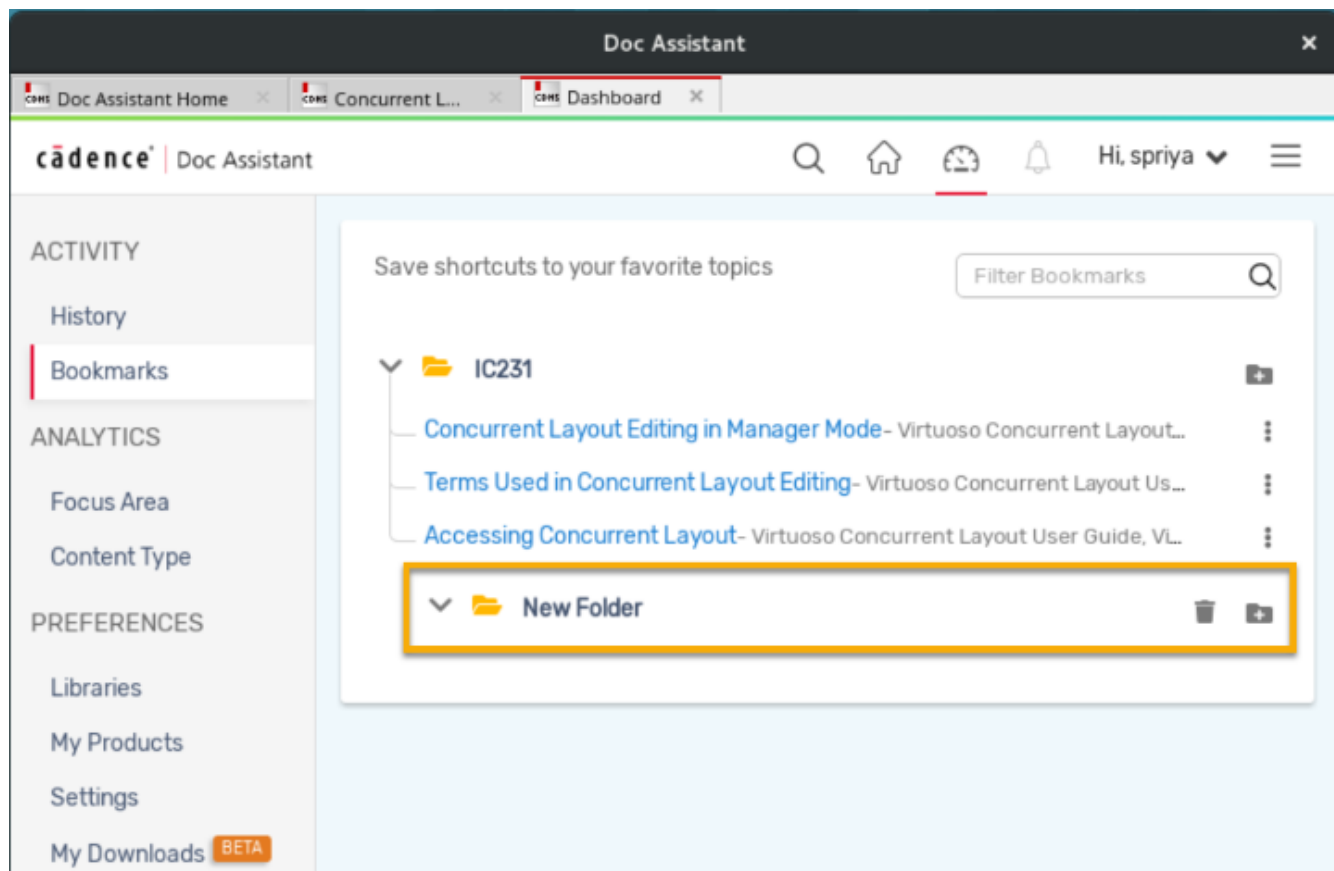 Doc Assistant
CDMS Doc Assistant Home
CDMS Concurrent L...
CDMS Dashboard
cādence | Doc Assistant
Hi, spriya
ACTIVITY
History
Bookmarks
ANALYTICS
Focus Area
Content Type
PREFERENCES
Libraries
My Products
Settings
My Downloads BETA
Save shortcuts to your favorite topics
Filter Bookmarks
IC231
Concurrent Layout Editing in Manager Mode- Virtuoso Concurrent Layout...
Terms Used in Concurrent Layout Editing- Virtuoso Concurrent Layout Us...
Accessing Concurrent Layout- Virtuoso Concurrent Layout User Guide, Vi...
New Folder